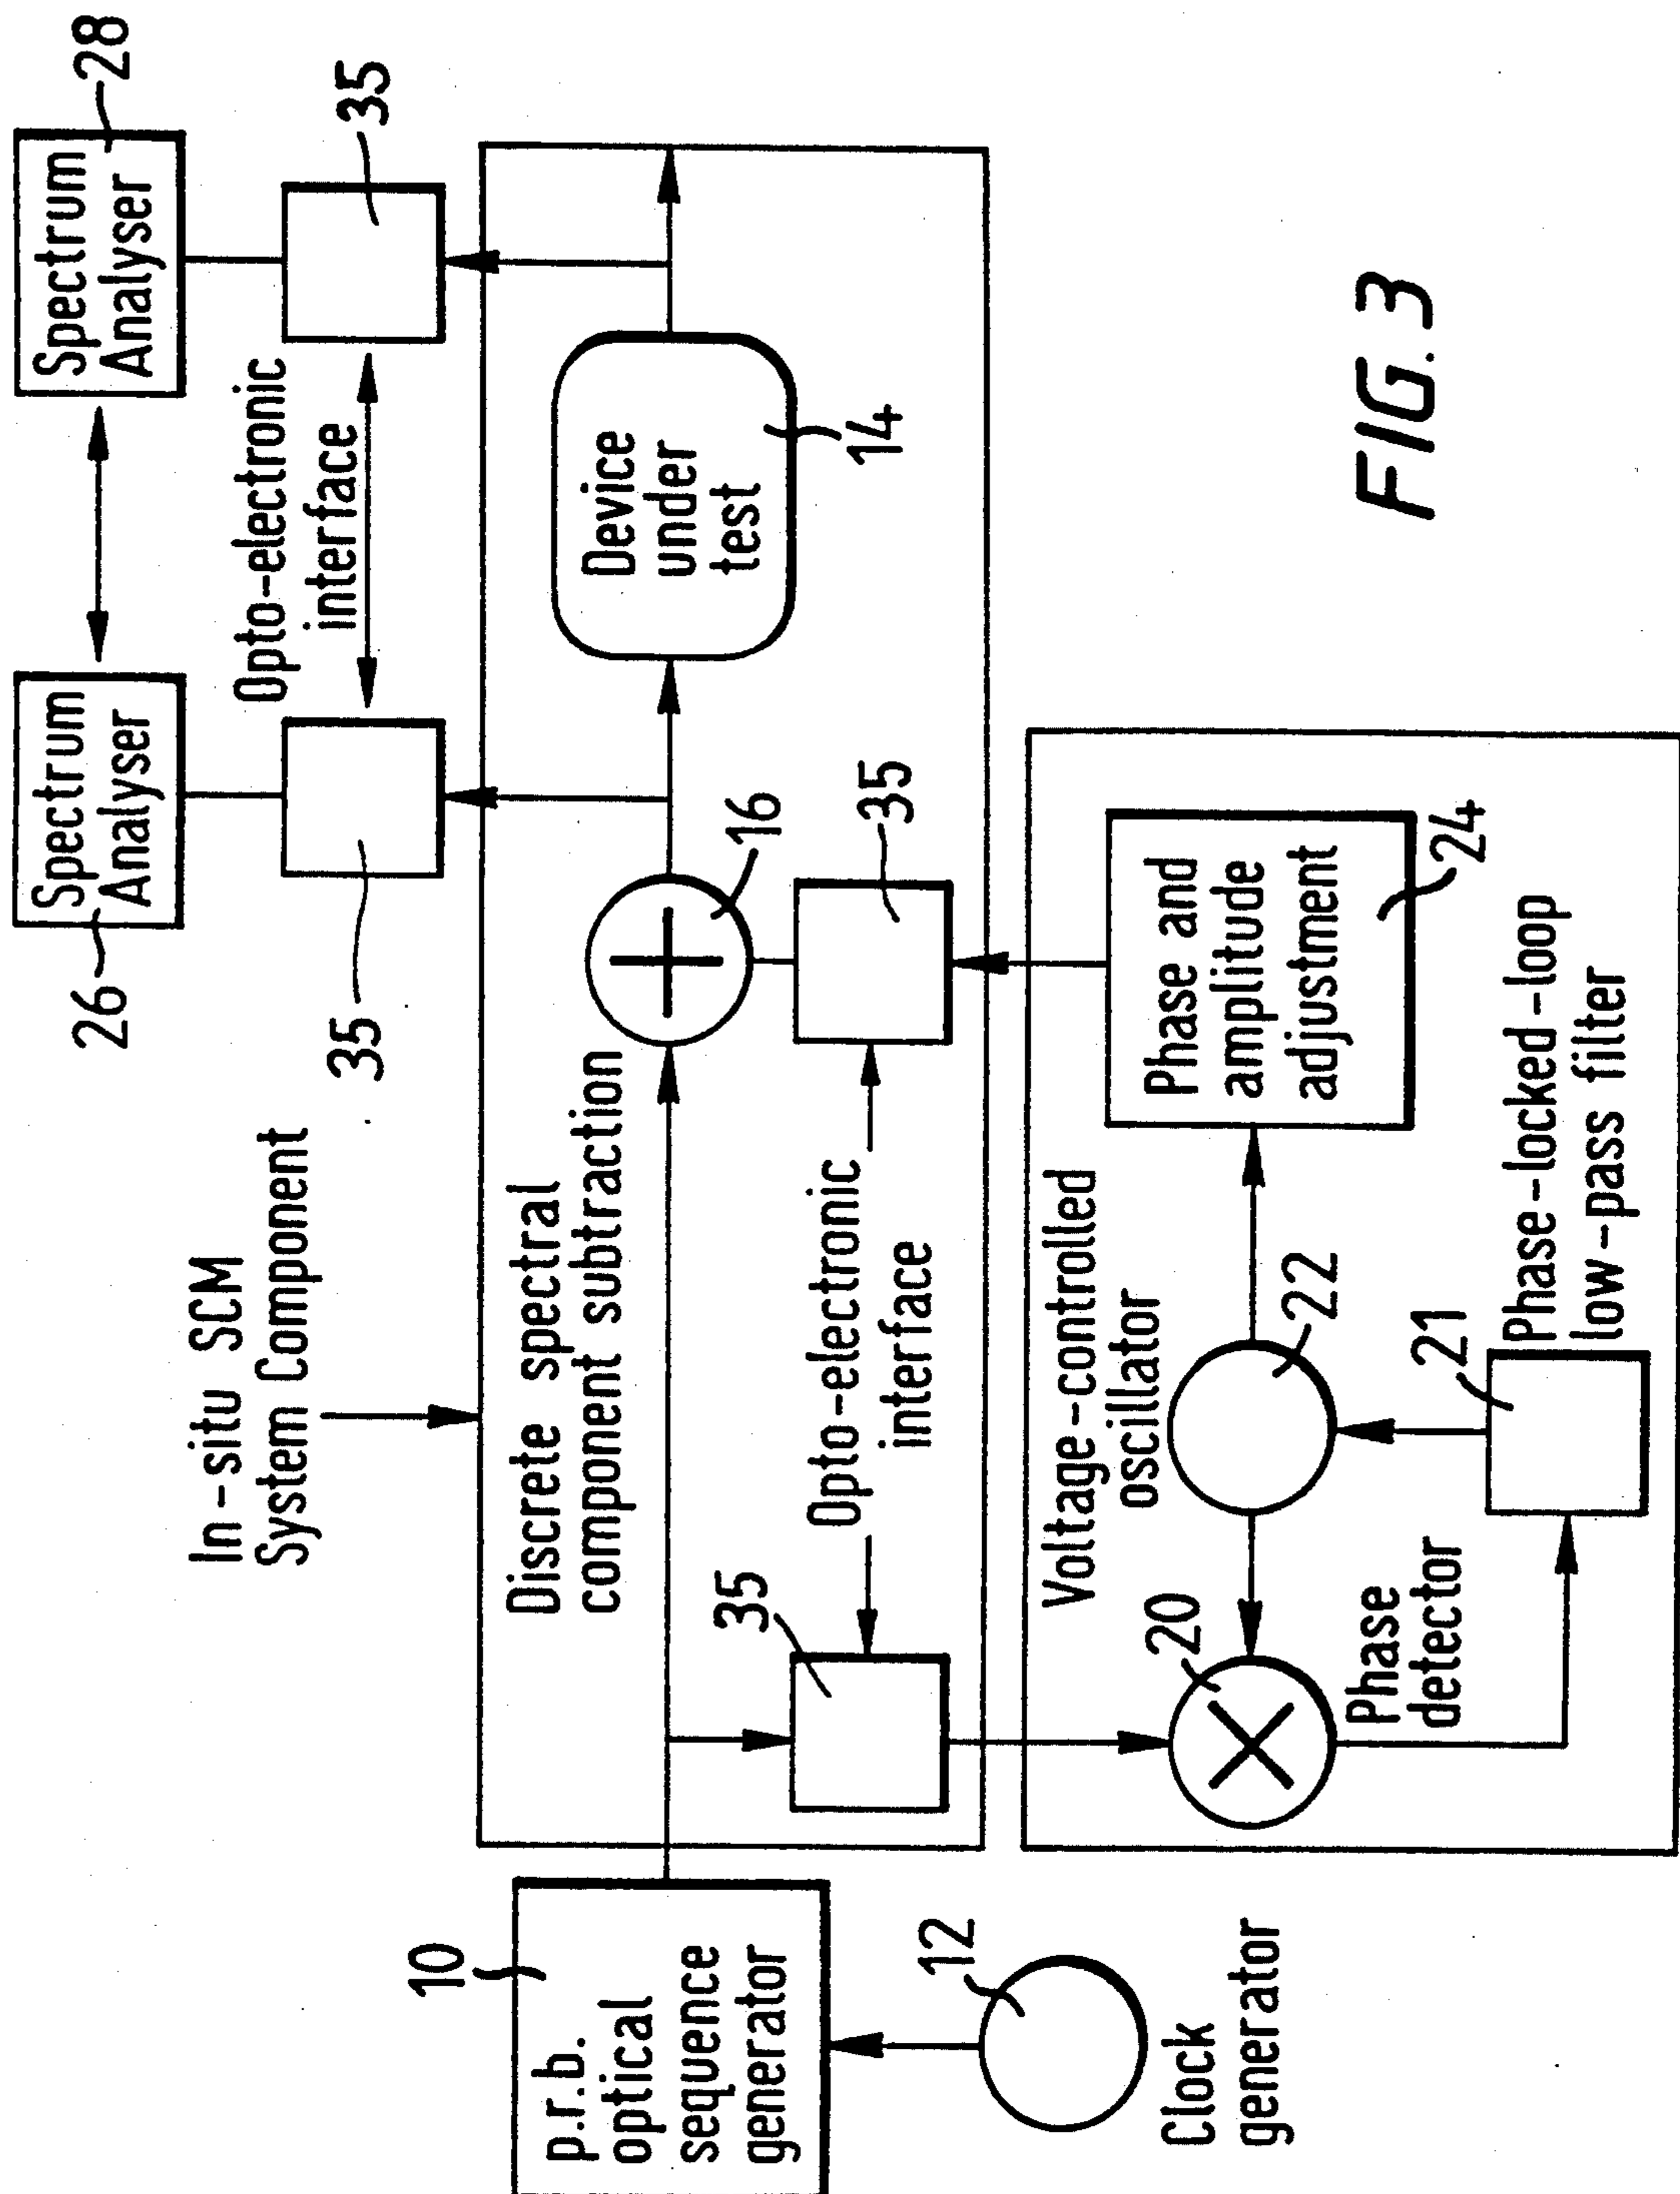 26
Spectrum
Analyser
Spectrum
Analyser
28
35
Opto-electronic
interface
35
In-situ SCM
System Component
Discrete spectral
component subtraction
16
Device
under
test
14
35
Opto-electronic
interface
35
10
p.r.b.
optical
sequence
generator
12
Clock
generator
Voltage-controlled
oscillator
20
Phase
detector
22
21
Phase-locked-loop
low-pass filter
Phase and
amplitude
adjustment
24
FIG. 3